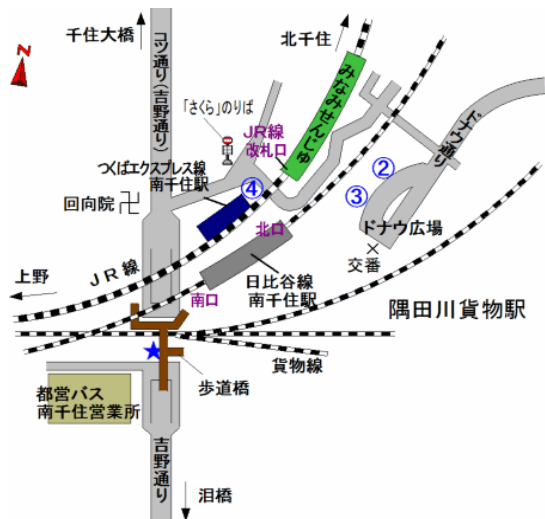 千住大橋
北千住
N
コツ通り(吉野通り)
みなみせんじゅ
「さくら」のりば
JR線
改札口
ドナウ通り
つくばエクスプレス線
南千住駅
②
④
③
回向院
北口
ドナウ広場
交番
JR線
上野
日比谷線
南千住駅
南口
隅田川貨物駅
貨物線
歩道橋
都営バス
南千住営業所
吉野通り
泪橋